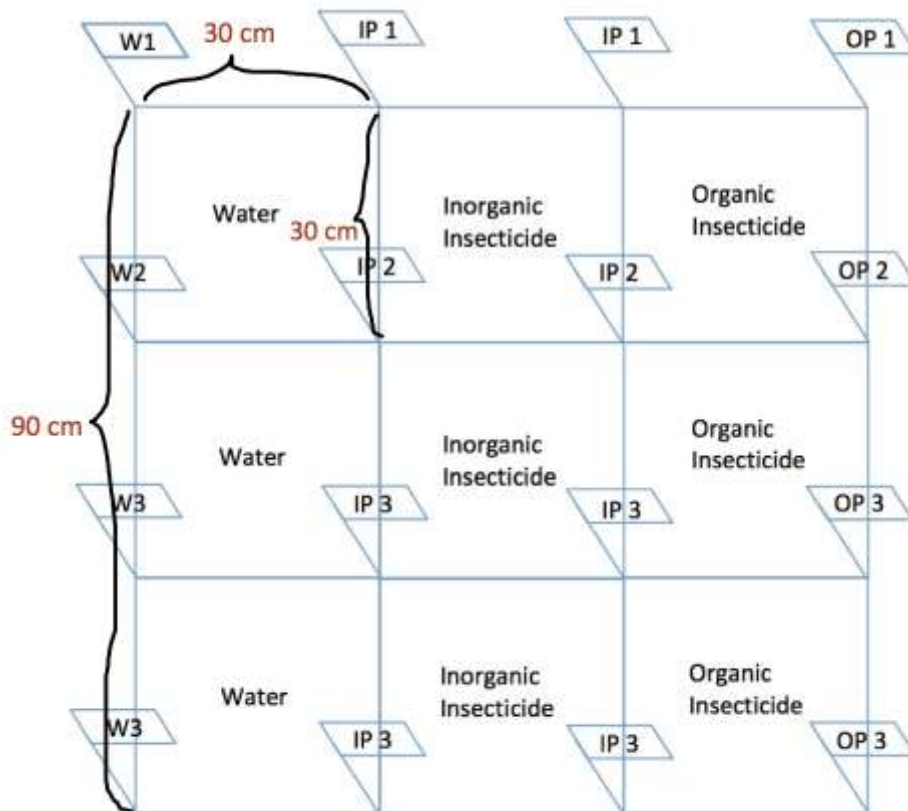 W1
30 cm
IP 1
IP 1
OP 1
Water
30 cm
Inorganic
Insecticide
Organic
Insecticide
W2
IP 2
IP 2
OP 2
90 cm
Water
Inorganic
Insecticide
Organic
Insecticide
W3
IP 3
IP 3
OP 3
Water
Inorganic
Insecticide
Organic
Insecticide
W3
IP 3
IP 3
OP 3